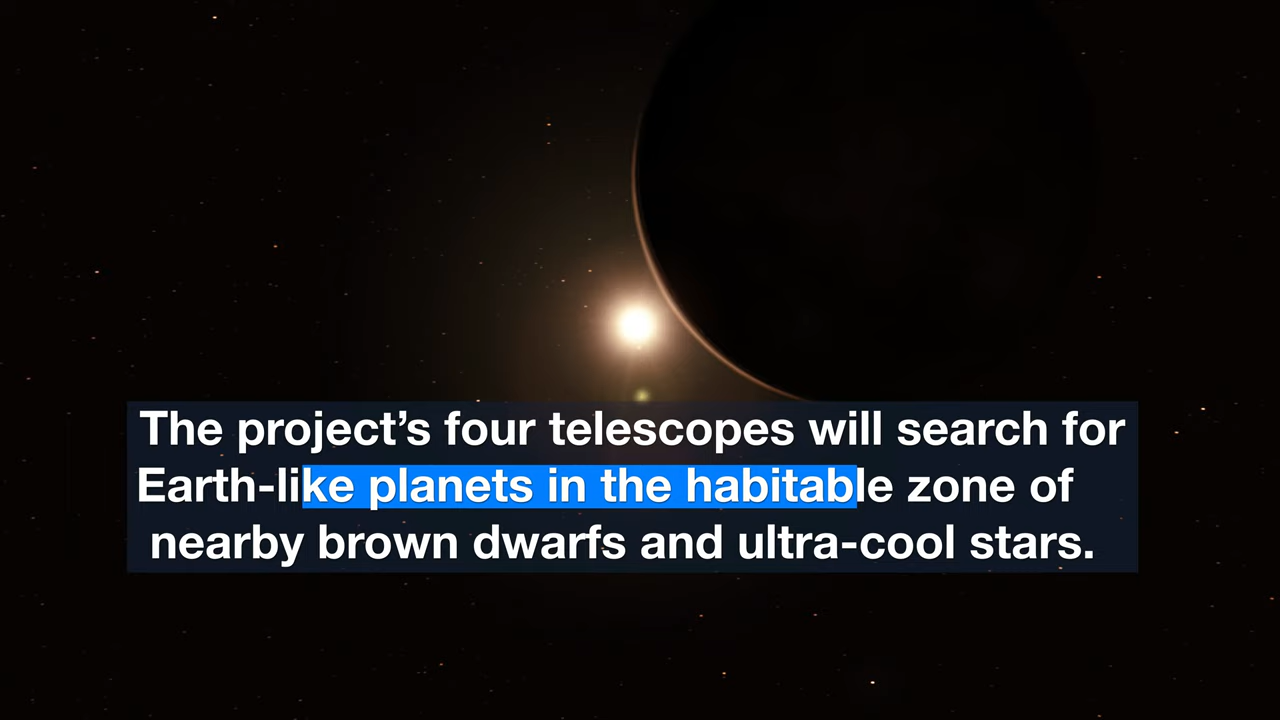 The project’s four telescopes will search for
Earth-like planets in the habitable zone of
nearby brown dwarfs and ultra-cool stars.